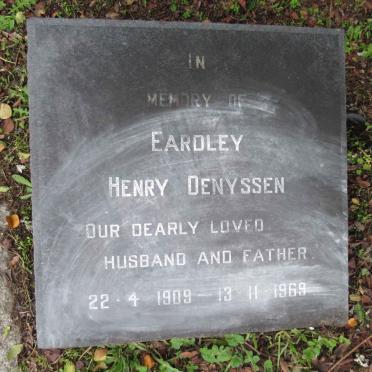 IN
MEMORY OF
EARDLEY
HENRY DENYSSEN
OUR DEARLY LOVED
HUSBAND AND FATHER.
22 · 4 1909 – 13 11 1969